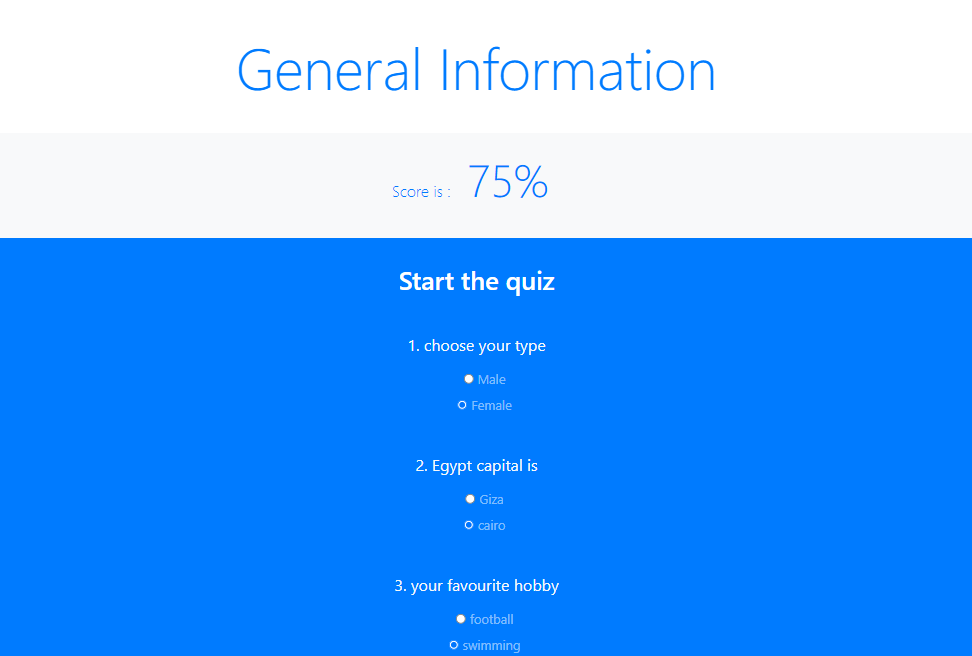 General Information
Score is : 75%
Start the quiz
1. choose your type
Male
Female
2. Egypt capital is
Giza
cairo
3. your favourite hobby
football
swimming